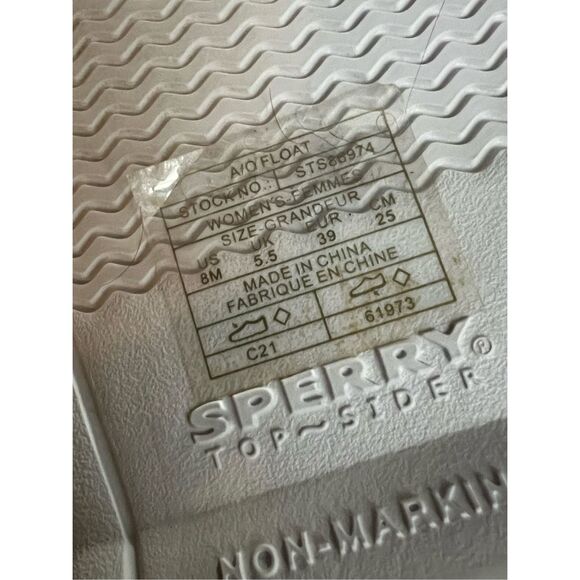 A/O FLOAT
STOCK NO.: STS86974
WOMEN'S-FEMMES
SIZE-GRANDEUR
US UK EUR CM
8M 5.5 39 25
MADE IN CHINA
FABRIQUE EN CHINE
C21 61973
SPERRY®
TOP~SIDER
NON-MARKIN